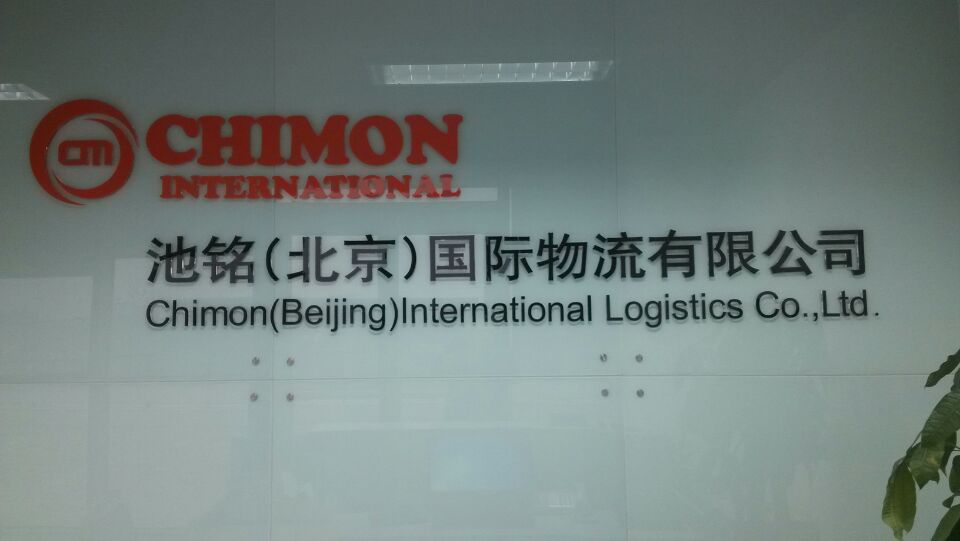 CM CHIMON
INTERNATIONAL
池铭(北京)国际物流有限公司
Chimon(Beijing)International Logistics Co.,Ltd.